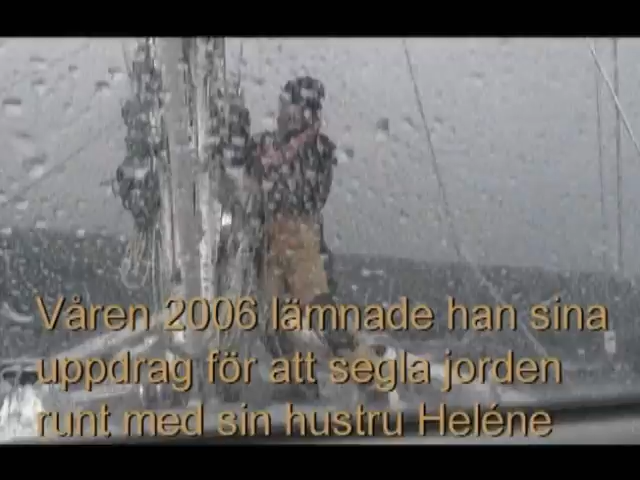 Våren 2006 lämnade han sina
uppdrag för att segla jorden
runt med sin hustru Heléne